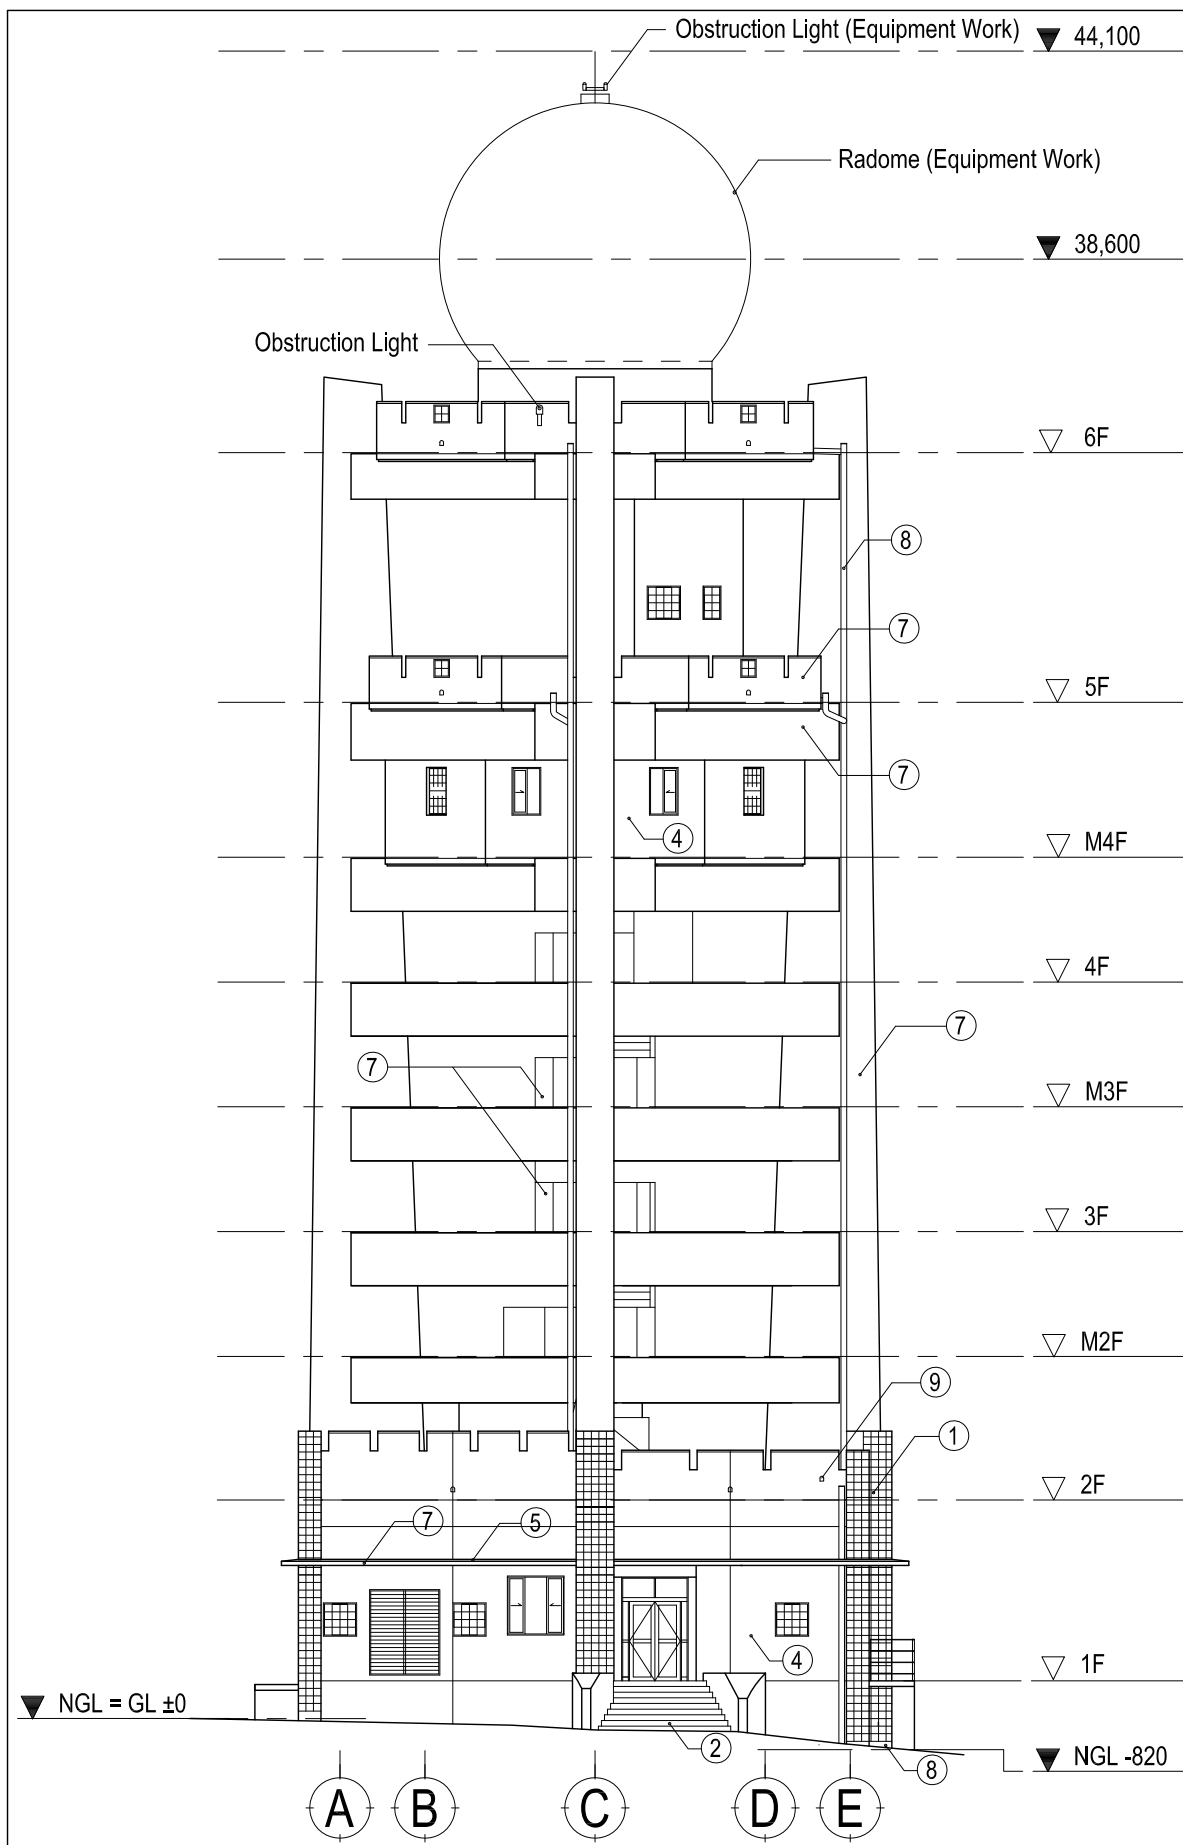 Obstruction Light (Equipment Work)
44,100
Radome (Equipment Work)
38,600
Obstruction Light
6F
8
7
5F
7
4
M4F
4F
7
7
M3F
3F
M2F
9
1
2F
7
5
4
1F
NGL = GL ±0
2
8
NGL -820
A
B
C
D
E